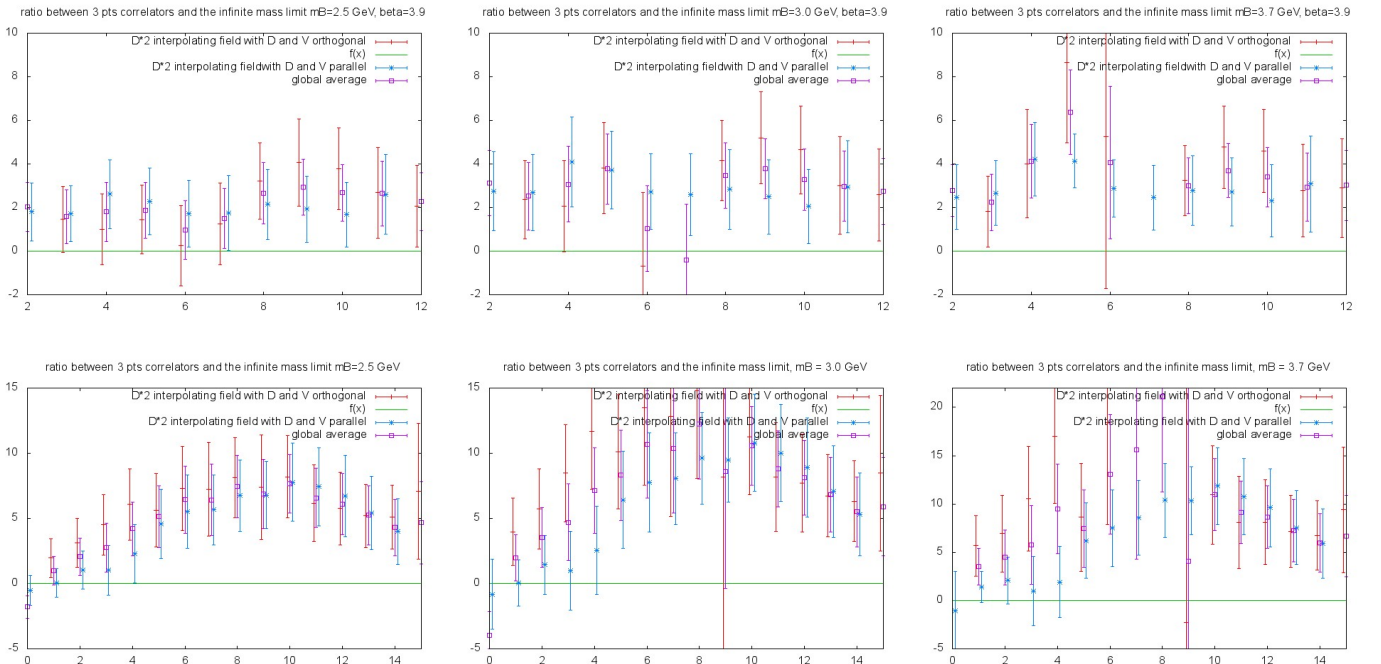 ratio between 3 pts correlators and the infinite mass limit mB=2.5 GeV, beta=3.9
10
8
6
4
2
0
-2
2 4 6 8 10 12
D*2 interpolating field with D and V orthogonal
f(x)
D*2 interpolating fieldwith D and V parallel
global average
ratio between 3 pts correlators and the infinite mass limit mB=3.0 GeV, beta=3.9
10
8
6
4
2
0
-2
2 4 6 8 10 12
D*2 interpolating field with D and V orthogonal
f(x)
D*2 interpolating fieldwith D and V parallel
global average
ratio between 3 pts correlators and the infinite mass limit mB=3.7 GeV, beta=3.9
10
8
6
4
2
0
-2
2 4 6 8 10 12
D*2 interpolating field with D and V orthogonal
f(x)
D*2 interpolating fieldwith D and V parallel
global average
ratio between 3 pts correlators and the infinite mass limit mB=2.5 GeV
15
10
5
0
-5
0 2 4 6 8 10 12 14
D*2 interpolating field with D and V orthogonal
f(x)
D*2 interpolating field with D and V parallel
global average
ratio between 3 pts correlators and the infinite mass limit, mB = 3.0 GeV
15
10
5
0
-5
0 2 4 6 8 10 12 14
D*2 interpolating field with D and V orthogonal
f(x)
D*2 interpolating field with D and V parallel
global average
ratio between 3 pts correlators and the infinite mass limit, mB = 3.7 GeV
20
15
10
5
0
-5
0 2 4 6 8 10 12 14
D*2 interpolating field with D and V orthogonal
f(x)
D*2 interpolating field with D and V parallel
global average